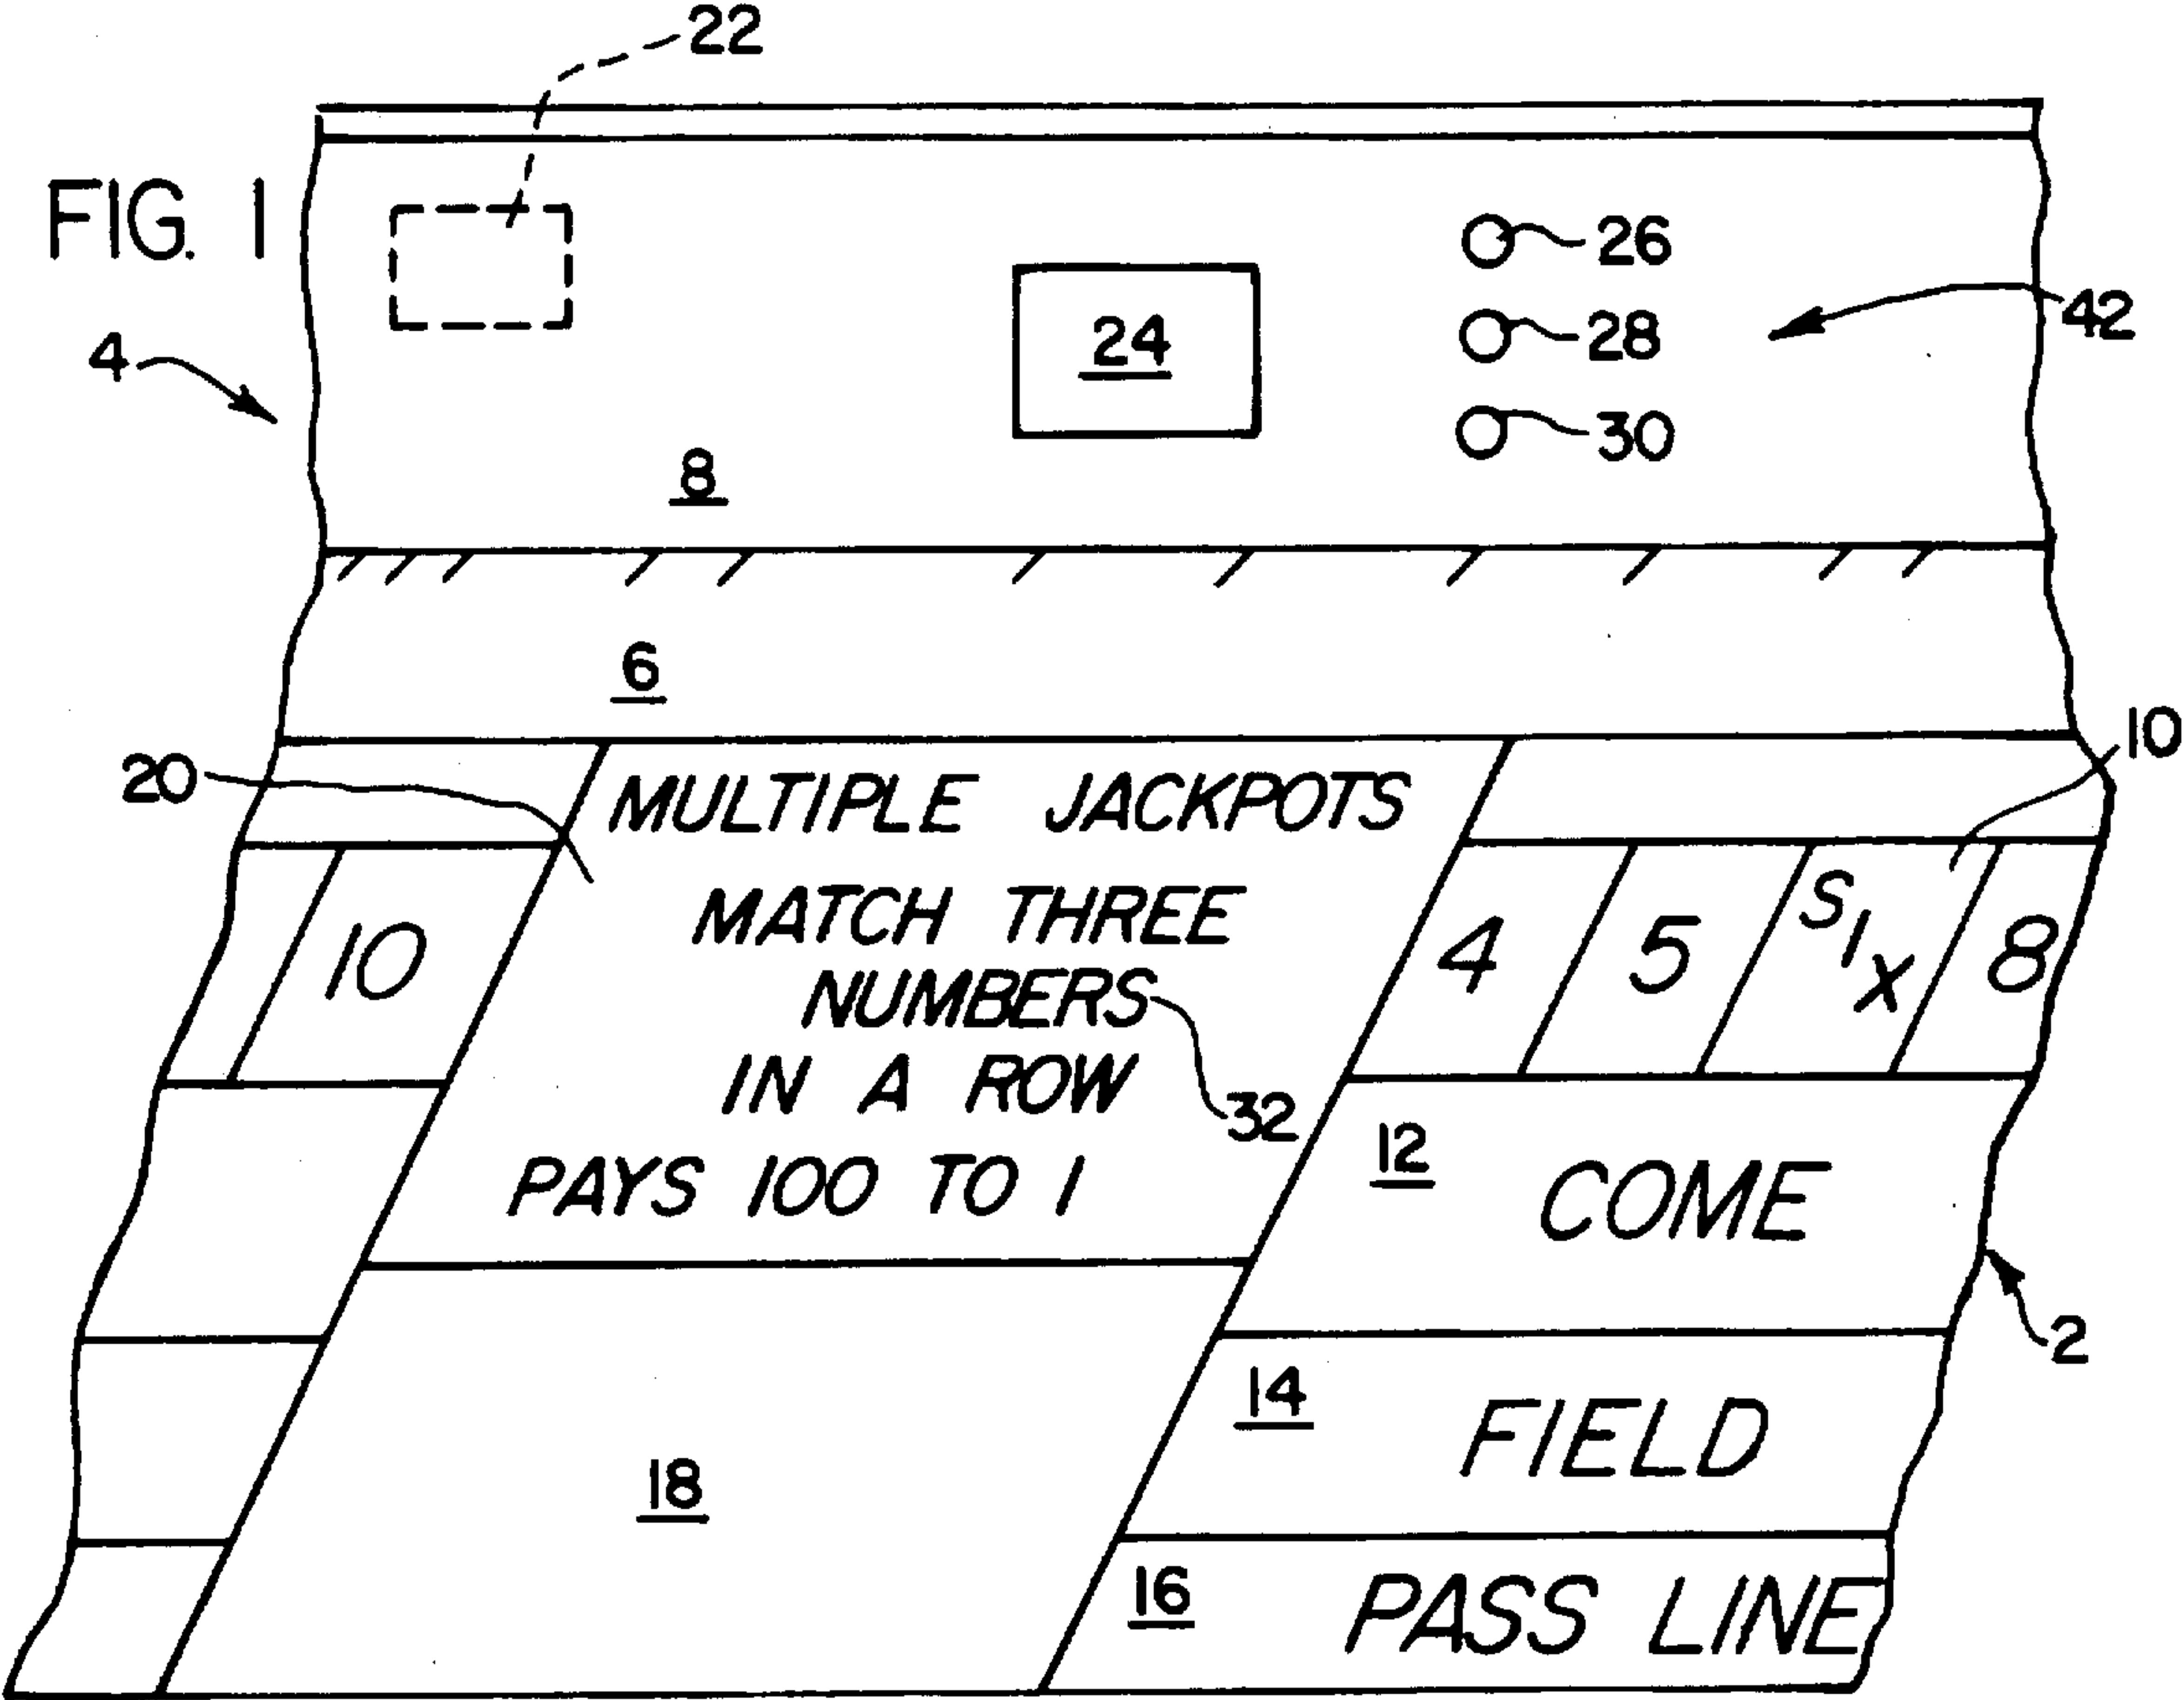 22
FIG. 1
26
24
28
42
4
30
8
6
10
20
MULTIPLE JACKPOTS
MATCH THREE
NUMBERS
IN A ROW
32
PAYS 100 TO 1
10
4
5
SIX
8
12
COME
2
14
FIELD
18
16
PASS LINE